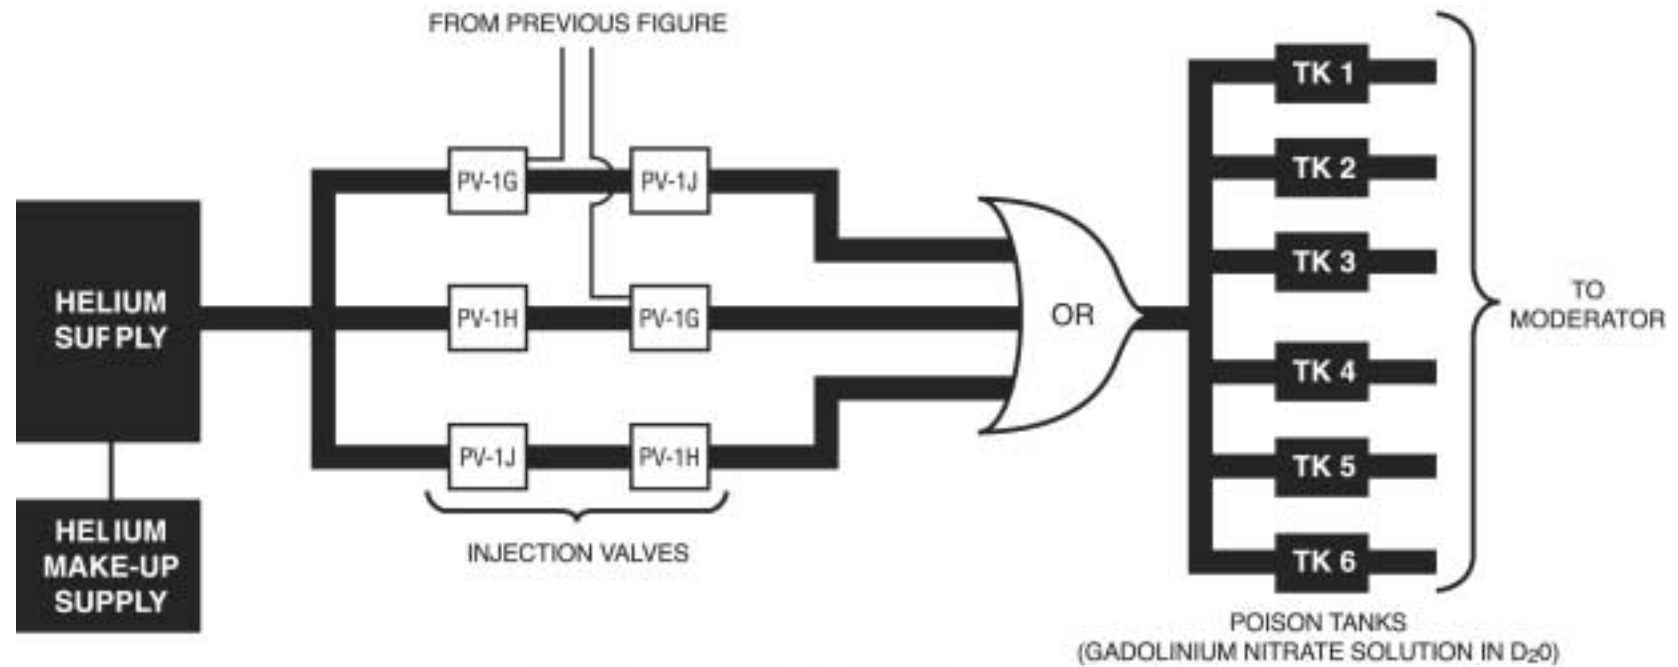 FROM PREVIOUS FIGURE
HELIUM
SUPPLY
HELIUM
MAKE-UP
SUPPLY
PV-1G
PV-1J
PV-1H
PV-1G
PV-1J
PV-1H
INJECTION VALVES
OR
TK 1
TK 2
TK 3
TK 4
TK 5
TK 6
TO
MODERATOR
POISON TANKS
(GADOLINIUM NITRATE SOLUTION IN D₂0)